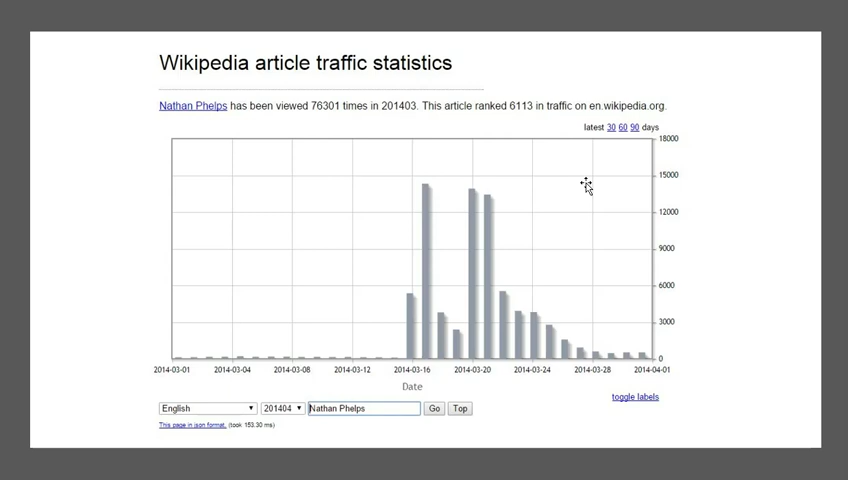 Wikipedia article traffic statistics
Nathan Phelps has been viewed 76301 times in 201403. This article ranked 6113 in traffic on en.wikipedia.org.
latest 30 60 90 days
18000
15000
12000
9000
6000
3000
0
2014-03-01 2014-03-04 2014-03-08 2014-03-12 2014-03-16 2014-03-20 2014-03-24 2014-03-28 2014-04-01
Date
toggle labels
English 201404 Nathan Phelps Go Top
This page in json format. (took 153.30 ms)